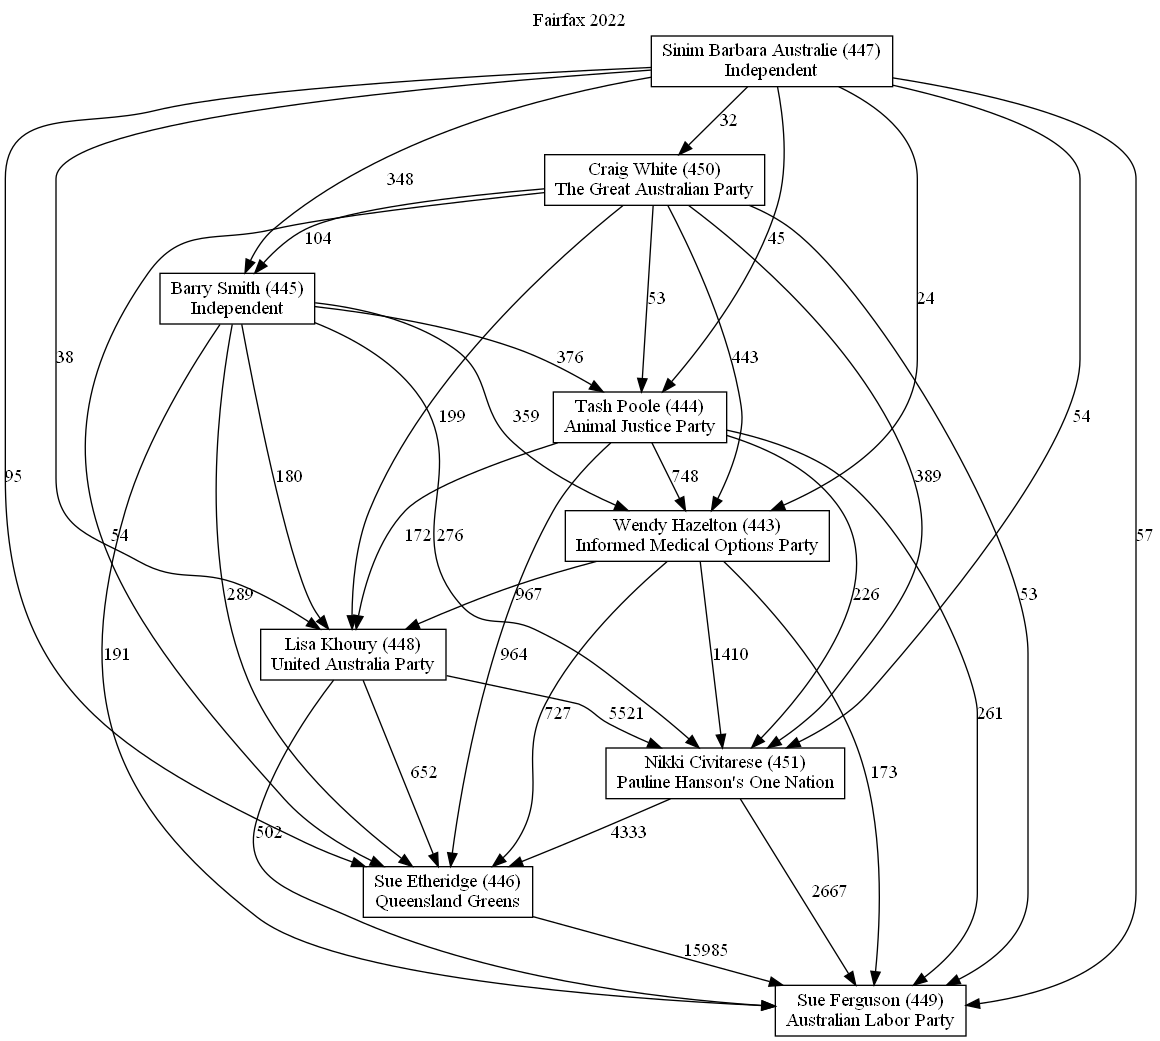 Fairfax 2022
Sinim Barbara Australie (447)
Independent
32
Craig White (450)
The Great Australian Party
348
104
45
Barry Smith (445)
Independent
53
24
38
376
443
Tash Poole (444)
Animal Justice Party
359
199
54
95
180
748
389
Wendy Hazelton (443)
Informed Medical Options Party
54
172
276
57
289
967
226
53
Lisa Khoury (448)
United Australia Party
191
964
1410
727
5521
261
Nikki Civitarese (451)
Pauline Hanson's One Nation
652
173
502
4333
Sue Etheridge (446)
Queensland Greens
2667
15985
Sue Ferguson (449)
Australian Labor Party